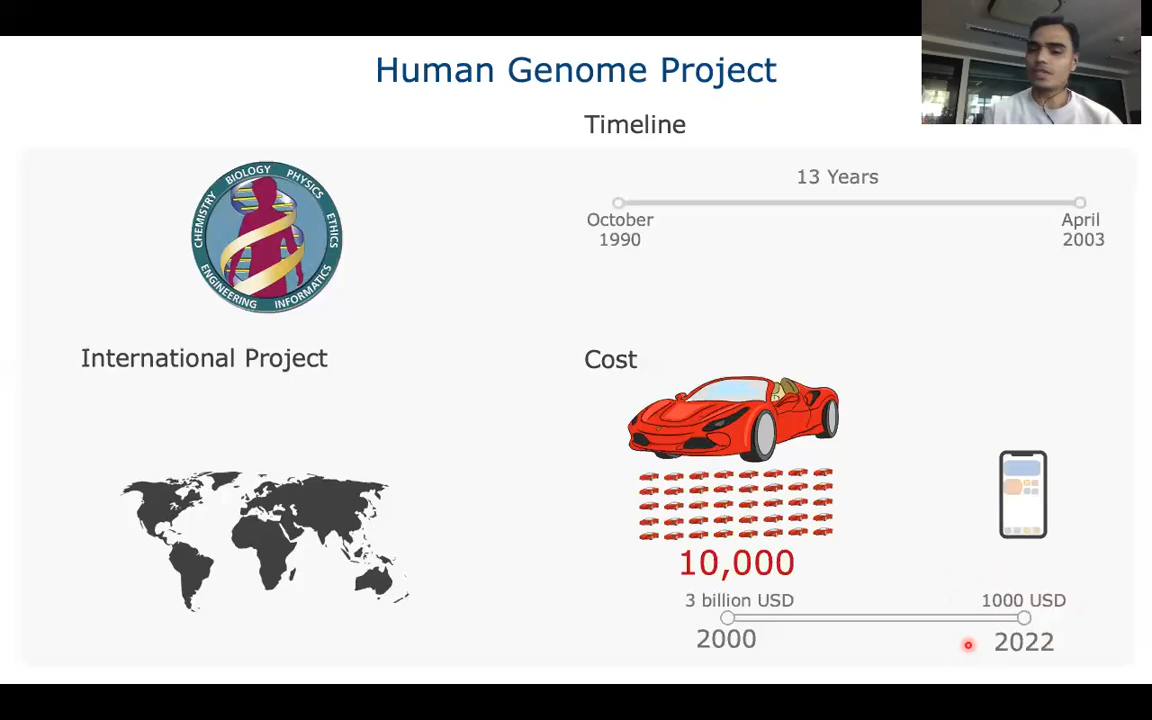 Human Genome Project
Timeline
13 Years
October
1990
April
2003
CHEMISTRY BIOLOGY PHYSICS ETHICS INFORMATICS ENGINEERING
International Project
Cost
10,000
3 billion USD
1000 USD
2000
2022